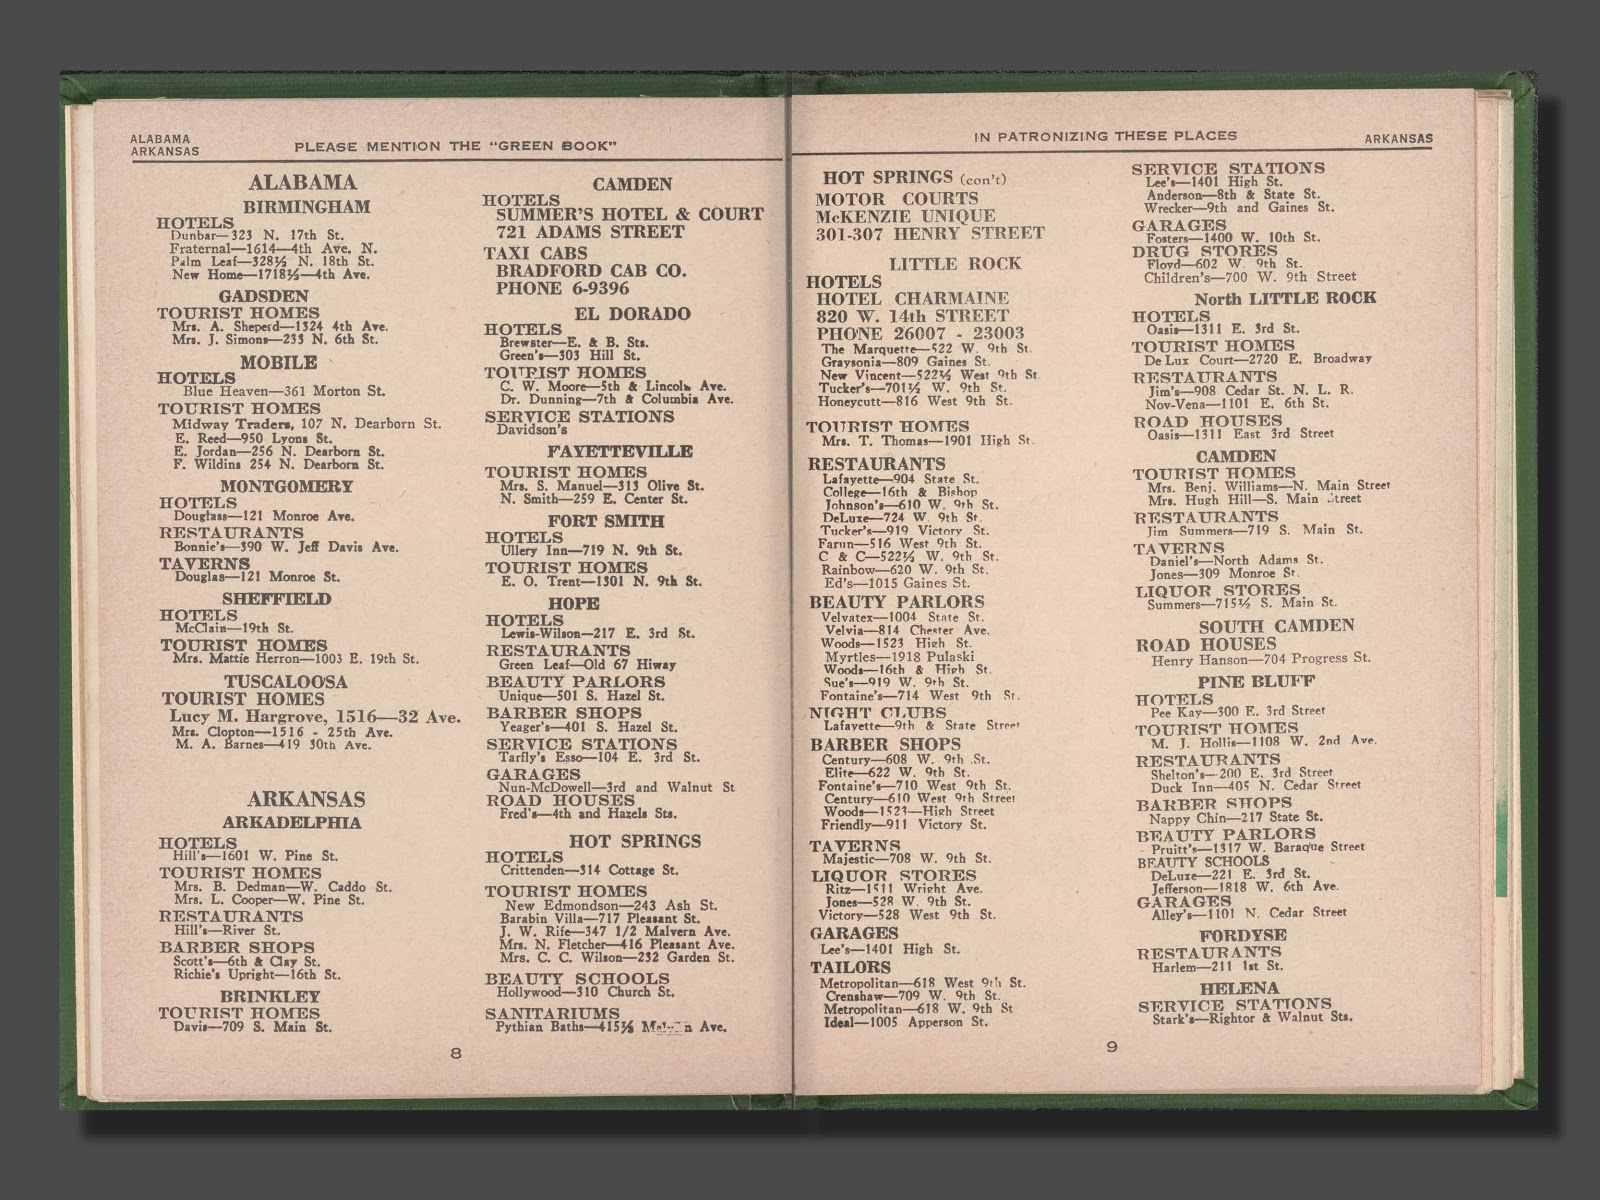 ALABAMA
ARKANSAS
PLEASE MENTION THE "GREEN BOOK"
ALABAMA
BIRMINGHAM
HOTELS
Dunbar—323 N. 17th St.
Fraternal—1614—4th Ave. N.
Palm Leaf—328½ N. 18th St.
New Home—1718½—4th Ave.
GADSDEN
TOURIST HOMES
Mrs. A. Sheperd—1324 4th Ave.
Mrs. J. Simons—233 N. 6th St.
MOBILE
HOTELS
Blue Heaven—361 Morton St.
TOURIST HOMES
Midway Traders, 107 N. Dearborn St.
E. Reed—950 Lyons St.
E. Jordan—256 N. Dearborn St.
F. Wildins 254 N. Dearborn St.
MONTGOMERY
HOTELS
Douglass—121 Monroe Ave.
RESTAURANTS
Bonnie's—390 W. Jeff Davis Ave.
TAVERNS
Douglas—121 Monroe St.
SHEFFIELD
HOTELS
McClain—19th St.
TOURIST HOMES
Mrs. Mattie Herron—1003 E. 19th St.
TUSCALOOSA
TOURIST HOMES
Lucy M. Hargrove, 1516—32 Ave.
Mrs. Clopton—1516 - 25th Ave.
M. A. Barnes—419 30th Ave.
ARKANSAS
ARKADELPHIA
HOTELS
Hill's—1601 W. Pine St.
TOURIST HOMES
Mrs. B. Dedman—W. Caddo St.
Mrs. L. Cooper—W. Pine St.
RESTAURANTS
Hill's—River St.
BARBER SHOPS
Scott's—6th & Clay St.
Richie's Upright—16th St.
BRINKLEY
TOURIST HOMES
Davis—709 S. Main St.
CAMDEN
HOTELS
SUMMER'S HOTEL & COURT
721 ADAMS STREET
TAXI CABS
BRADFORD CAB CO.
PHONE 6-9396
EL DORADO
HOTELS
Brewster—E. & B. Sts.
Green's—303 Hill St.
TOURIST HOMES
C. W. Moore—5th & Lincoln Ave.
Dr. Dunning—7th & Columbia Ave.
SERVICE STATIONS
Davidson's
FAYETTEVILLE
TOURIST HOMES
Mrs. S. Manuel—313 Olive St.
N. Smith—259 E. Center St.
FORT SMITH
HOTELS
Ullery Inn—719 N. 9th St.
TOURIST HOMES
E. O. Trent—1301 N. 9th St.
HOPE
HOTELS
Lewis-Wilson—217 E. 3rd St.
RESTAURANTS
Green Leaf—Old 67 Hiway
BEAUTY PARLORS
Unique—501 S. Hazel St.
BARBER SHOPS
Yeager's—401 S. Hazel St.
SERVICE STATIONS
Tarfly's Esso—104 E. 3rd St.
GARAGES
Nun-McDowell—3rd and Walnut St
ROAD HOUSES
Fred's—4th and Hazels Sts.
HOT SPRINGS
HOTELS
Crittenden—314 Cottage St.
TOURIST HOMES
New Edmondson—243 Ash St.
Barabin Villa—717 Pleasant St.
J. W. Rife—347 1/2 Malvern Ave.
Mrs. N. Fletcher—416 Pleasant Ave.
Mrs. C. C. Wilson—232 Garden St.
BEAUTY SCHOOLS
Hollywood—310 Church St.
SANITARIUMS
Pythian Baths—415½ Ave.
8
IN PATRONIZING THESE PLACES
ARKANSAS
HOT SPRINGS (con't)
MOTOR COURTS
McKENZIE UNIQUE
301-307 HENRY STREET
LITTLE ROCK
HOTELS
HOTEL CHARMAINE
820 W. 14th STREET
PHONE 26007 - 23003
The Marquette—522 W. 9th St.
Graysonia—809 Gaines St.
New Vincent—522½ West 9th St.
Tucker's—701½ W. 9th St.
Honeycutt—816 West 9th St.
TOURIST HOMES
Mrs. T. Thomas—1901 High St.
RESTAURANTS
Lafayette—904 State St.
College—16th & Bishop
Johnson's—610 W. 9th St.
DeLuxe—724 W. 9th St.
Tucker's—919 Victory St.
Farun—516 West 9th St.
C & C—522½ W. 9th St.
Rainbow—620 W. 9th St.
Ed's—1015 Gaines St.
BEAUTY PARLORS
Velvatex—1004 State St.
Velvia—814 Chester Ave.
Woods—1523 High St.
Myrtles—1918 Pulaski
Woods—16th & High St.
Sue's—919 W. 9th St.
Fontaine's—714 West 9th St.
NIGHT CLUBS
Lafayette—9th & State Street
BARBER SHOPS
Century—608 W. 9th St.
Elite—622 W. 9th St.
Fontaine's—710 West 9th St.
Century—610 West 9th Street
Woods—1523—High Street
Friendly—911 Victory St.
TAVERNS
Majestic—708 W. 9th St.
LIQUOR STORES
Ritz—1511 Wright Ave.
Jones—528 W. 9th St.
Victory—528 West 9th St.
GARAGES
Lee's—1401 High St.
TAILORS
Metropolitan—618 West 9th St.
Crenshaw—709 W. 9th St.
Metropolitan—618 W. 9th St
Ideal—1005 Apperson St.
SERVICE STATIONS
Lee's—1401 High St.
Anderson—8th & State St.
Wrecker—9th and Gaines St.
GARAGES
Fosters—1400 W. 10th St.
DRUG STORES
Floyd—602 W. 9th St.
Children's—700 W. 9th Street
North LITTLE ROCK
HOTELS
Oasis—1311 E. 3rd St.
TOURIST HOMES
De Lux Court—2720 E. Broadway
RESTAURANTS
Jim's—908 Cedar St. N. L. R.
Nov-Vena—1101 E. 6th St.
ROAD HOUSES
Oasis—1311 East 3rd Street
CAMDEN
TOURIST HOMES
Mrs. Benj. Williams—N. Main Street
Mrs. Hugh Hill—S. Main Street
RESTAURANTS
Jim Summers—719 S. Main St.
TAVERNS
Daniel's—North Adams St.
Jones—309 Monroe St.
LIQUOR STORES
Summers—715½ S. Main St.
SOUTH CAMDEN
ROAD HOUSES
Henry Hanson—704 Progress St.
PINE BLUFF
HOTELS
Pee Kay—300 E. 3rd Street
TOURIST HOMES
M. J. Hollis—1108 W. 2nd Ave.
RESTAURANTS
Shelton's—200 E. 3rd Street
Duck Inn—405 N. Cedar Street
BARBER SHOPS
Nappy Chin—217 State St.
BEAUTY PARLORS
Pruitt's—1317 W. Baraque Street
BEAUTY SCHOOLS
DeLuxe—221 E. 3rd St.
Jefferson—1818 W. 6th Ave.
GARAGES
Alley's—1101 N. Cedar Street
FORDYSE
RESTAURANTS
Harlem—211 1st St.
HELENA
SERVICE STATIONS
Stark's—Rightor & Walnut Sts.
9